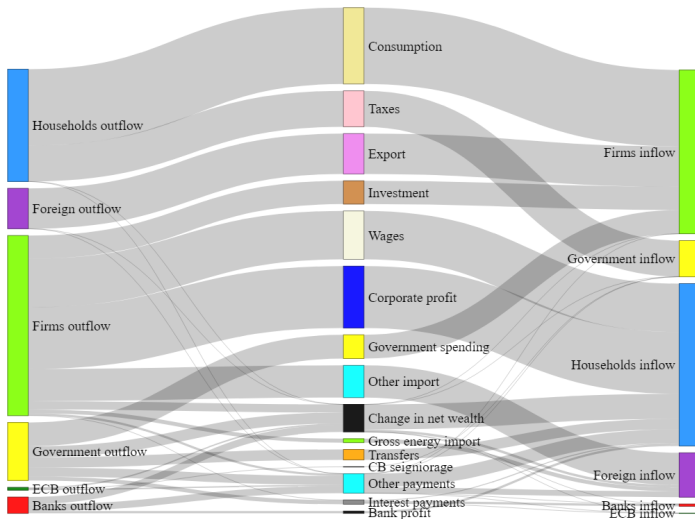 Households outflow
Foreign outflow
Firms outflow
Government outflow
ECB outflow
Banks outflow
Consumption
Taxes
Export
Investment
Wages
Corporate profit
Government spending
Other import
Change in net wealth
Gross energy import
Transfers
CB seigniorage
Other payments
Interest payments
Bank profit
Firms inflow
Government inflow
Households inflow
Foreign inflow
Banks inflow
ECB inflow